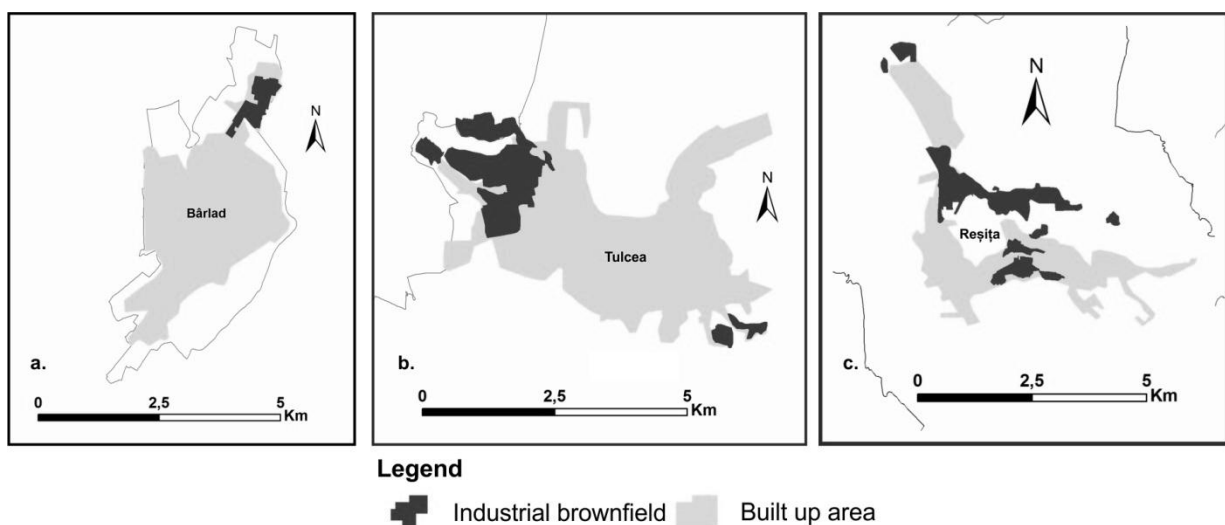 N
Bârlad
a.
0 2,5 5
Km
N
Tulcea
b.
0 2,5 5
Km
N
Reșița
c.
0 2,5 5
Km
Legend
Industrial brownfield Built up area